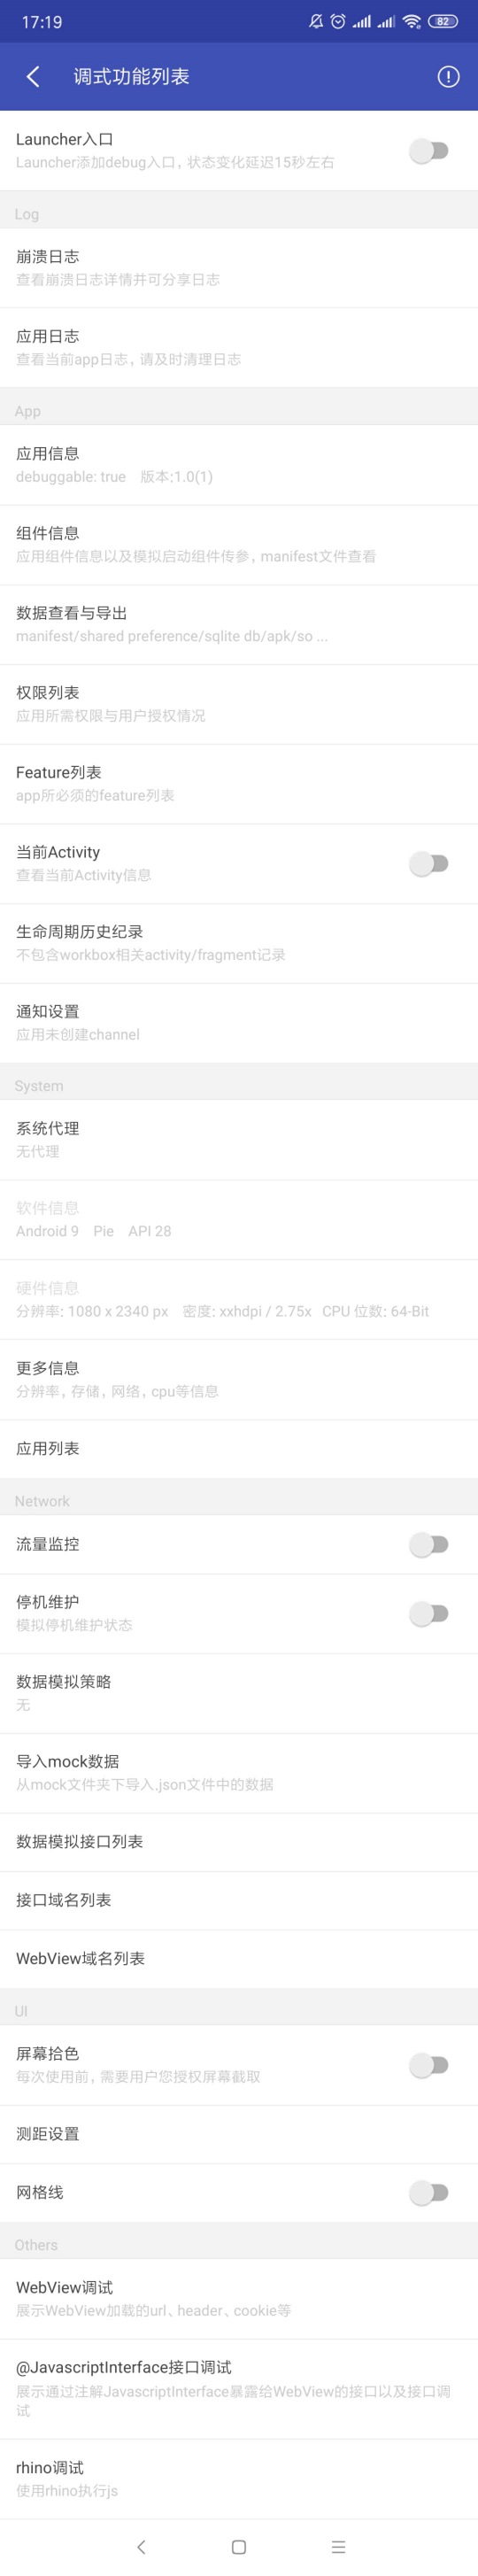 17:19
82
调式功能列表
Launcher入口
Launcher添加debug入口，状态变化延迟15秒左右
Log
崩溃日志
查看崩溃日志详情并可分享日志
应用日志
查看当前app日志，请及时清理日志
App
应用信息
debuggable: true 版本:1.0(1)
组件信息
应用组件信息以及模拟启动组件传参，manifest文件查看
数据查看与导出
manifest/shared preference/sqlite db/apk/so ...
权限列表
应用所需权限与用户授权情况
Feature列表
app所必须的feature列表
当前Activity
查看当前Activity信息
生命周期历史纪录
不包含workbox相关activity/fragment记录
通知设置
应用未创建channel
System
系统代理
无代理
软件信息
Android 9 Pie API 28
硬件信息
分辨率: 1080 x 2340 px 密度: xxhdpi / 2.75x CPU 位数: 64-Bit
更多信息
分辨率，存储，网络，cpu等信息
应用列表
Network
流量监控
停机维护
模拟停机维护状态
数据模拟策略
无
导入mock数据
从mock文件夹下导入.json文件中的数据
数据模拟接口列表
接口域名列表
WebView域名列表
UI
屏幕拾色
每次使用前，需要用户您授权屏幕截取
测距设置
网格线
Others
WebView调试
展示WebView加载的url、header、cookie等
@JavascriptInterface接口调试
展示通过注解JavascriptInterface暴露给WebView的接口以及接口调
试
rhino调试
使用rhino执行js